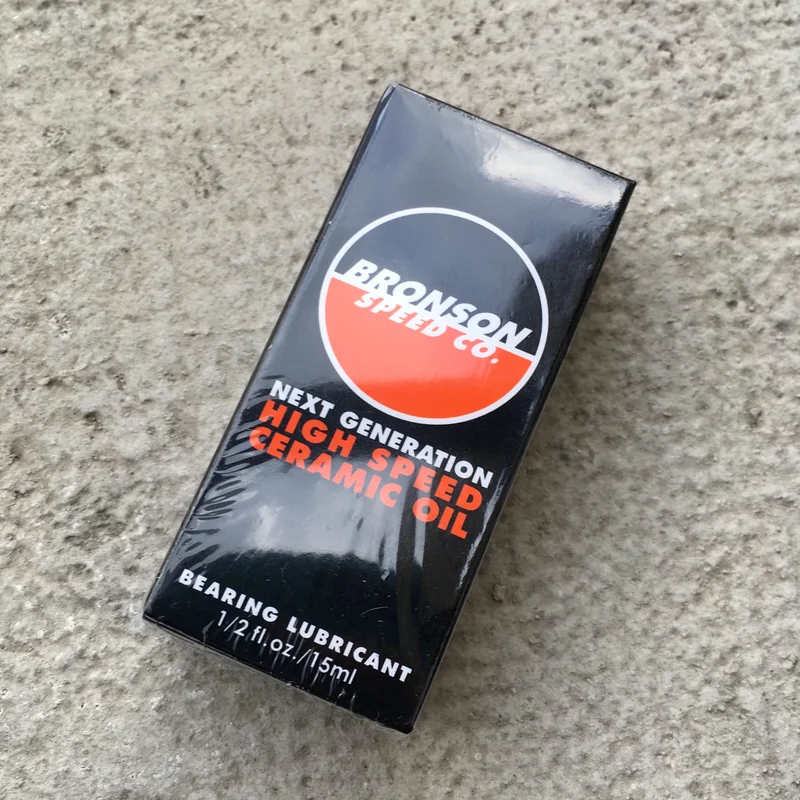 BRONSON
SPEED CO.
NEXT GENERATION
HIGH SPEED
CERAMIC OIL
BEARING LUBRICANT
1/2 fl.oz./15ml